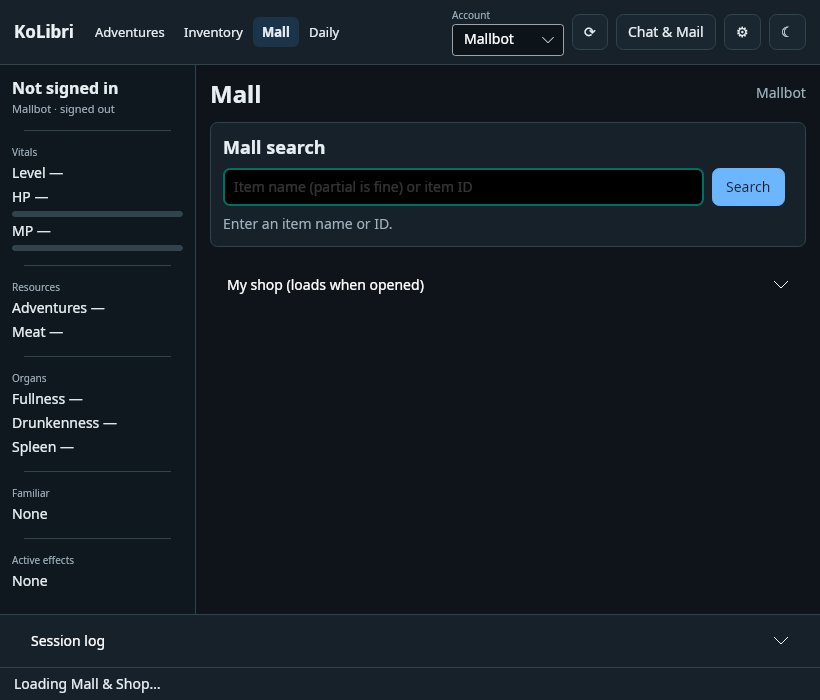 KoLibri
Adventures
Inventory
Mall
Daily
Account
Mallbot
Chat & Mail
Not signed in
Mallbot · signed out
Vitals
Level —
HP —
MP —
Resources
Adventures —
Meat —
Organs
Fullness —
Drunkenness —
Spleen —
Familiar
None
Active effects
None
Mall
Mallbot
Mall search
Item name (partial is fine) or item ID
Search
Enter an item name or ID.
My shop (loads when opened)
Session log
Loading Mall & Shop...